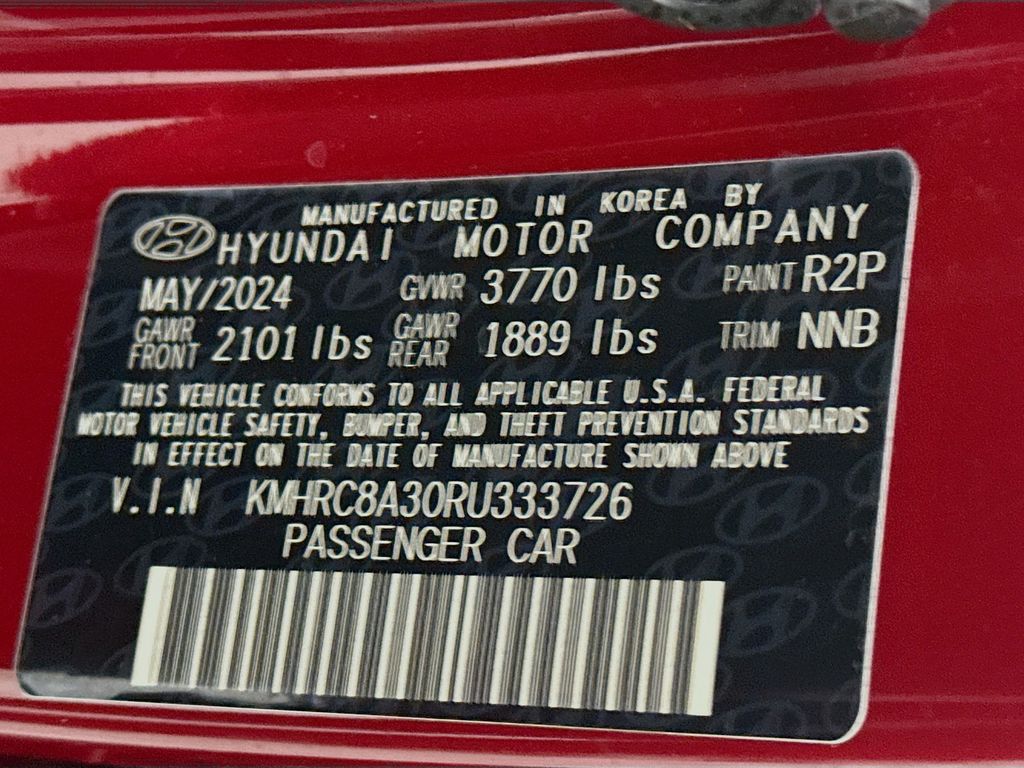 MANUFACTURED IN KOREA BY
HYUNDAI MOTOR COMPANY
MAY/2024 GVWR 3770 lbs PAINT R2P
GAWR FRONT 2101 lbs GAWR REAR 1889 lbs TRIM NNB
THIS VEHICLE CONFORMS TO ALL APPLICABLE U.S.A. FEDERAL
MOTOR VEHICLE SAFETY, BUMPER, AND THEFT PREVENTION STANDARDS
IN EFFECT ON THE DATE OF MANUFACTURE SHOWN ABOVE
V.I.N KMHRC8A30RU333726
PASSENGER CAR